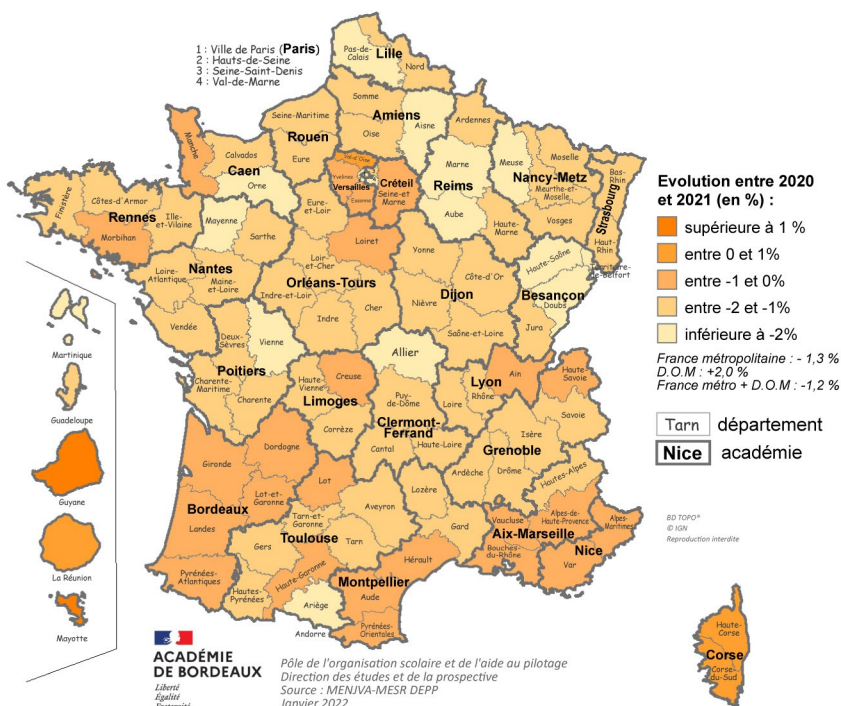 1 : Ville de Paris (Paris)
2 : Hauts-de-Seine
3 : Seine-Saint-Denis
4 : Val-de-Marne
Pas-de-
Calais
Lille
Nord
Somme
Amiens
Aisne
Oise
Ardennes
Seine-Maritime
Rouen
Eure
Manche
Calvados
Caen
Orne
Val-d'Oise
Yvelines
Versailles
Essonne
Créteil
Seine-et
Marne
Marne
Reims
Aube
Haute-
Marne
Meuse
Moselle
Nancy-Metz
Meurthe-et-
Moselle
Vosges
Bas-
Rhin
Strasbourg
Haut-
Rhin
Finistère
Côtes-d'Armor
Rennes
Ille-
et-Vilaine
Morbihan
Mayenne
Sarthe
Nantes
Loire-
Atlantique
Maine-
et-Loire
Vendée
Eure-
et-Loir
Loiret
Loir-
et-Cher
Orléans-Tours
Indre-et-Loir
Cher
Indre
Yonne
Côte-d'Or
Dijon
Nièvre
Saône-et-Loire
Haute-Saône
Territoire-
de-Belfort
Besançon
Doubs
Jura
Deux-
Sèvres
Vienne
Poitiers
Charente-
Maritime
Charente
Haute-
Vienne
Creuse
Limoges
Corrèze
Allier
Puy-
de-Dôme
Clermont-
Ferrand
Cantal
Haute-Loire
Ain
Lyon
Loire
Rhône
Haute
Savoie
Savoie
Isère
Grenoble
Ardèche
Drôme
Hautes-Alpes
Gironde
Dordogne
Lot-et-
Garonne
Bordeaux
Landes
Pyrénées-
Atlantiques
Lot
Aveyron
Tarn-et-
Garonne
Toulouse
Tarn
Gers
Haute-Garonne
Hautes-
Pyrénées
Ariège
Andorre
Lozère
Gard
Hérault
Montpellier
Aude
Pyrénées-
Orientales
Vaucluse
Alpes-de-
Haute-Provence
Aix-Marseille
Bouches-
du-Rhône
Alpes-
Maritimes
Nice
Var
Haute-
Corse
Corse
Corse-
du-Sud
Martinique
Guadeloupe
Guyane
La Réunion
Mayotte
Evolution entre 2020
et 2021 (en %) :
supérieure à 1 %
entre 0 et 1%
entre -1 et 0%
entre -2 et -1%
inférieure à -2%
France métropolitaine : - 1,3 %
D.O.M : +2,0 %
France métro + D.O.M : -1,2 %
Tarn département
Nice académie
BD TOPO®
© IGN
Reproduction interdite
ACADÉMIE
DE BORDEAUX
Liberté
Égalité
Fraternité
Pôle de l'organisation scolaire et de l'aide au pilotage
Direction des études et de la prospective
Source : MENJVA-MESR DEPP
Janvier 2022